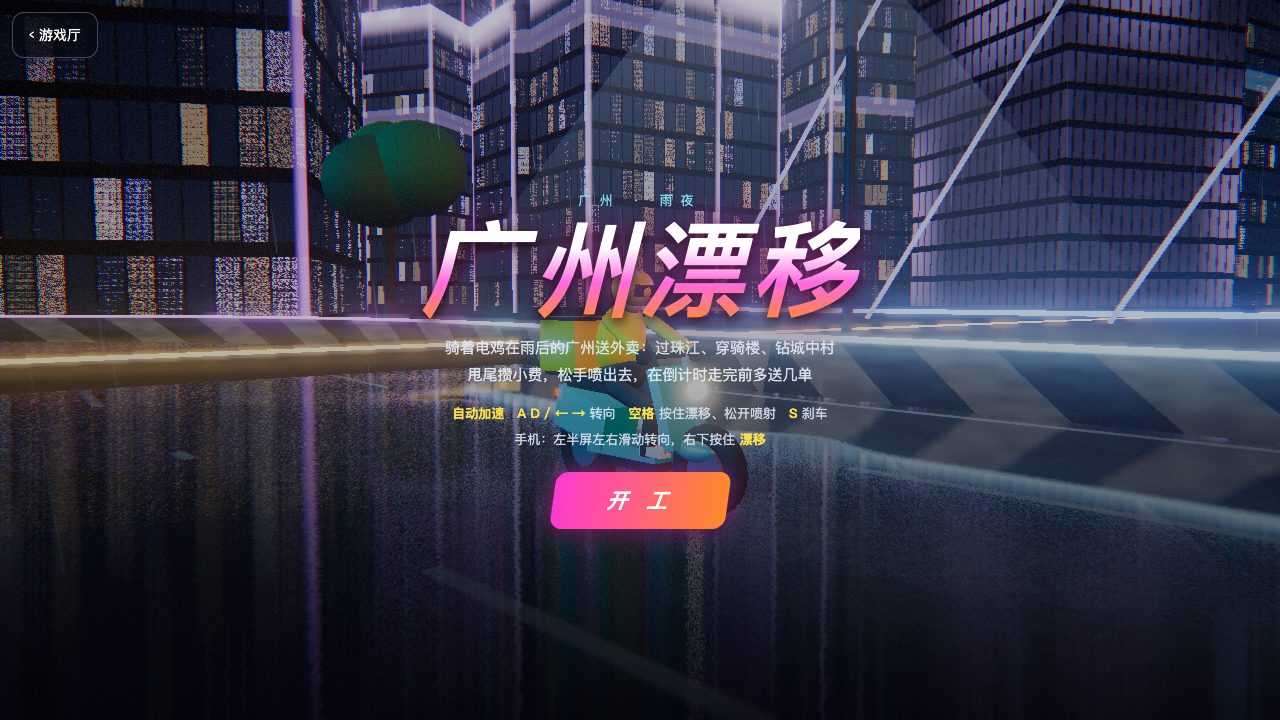 < 游戏厅
广州 雨夜
广州漂移
骑着电鸡在雨后的广州送外卖：过珠江、穿骑楼、钻城中村
甩尾攒小费，松手喷出去，在倒计时走完前多送几单
自动加速 A D / ← → 转向 空格 按住漂移、松开喷射 S 刹车
手机：左半屏左右滑动转向，右下按住 漂移
开 工